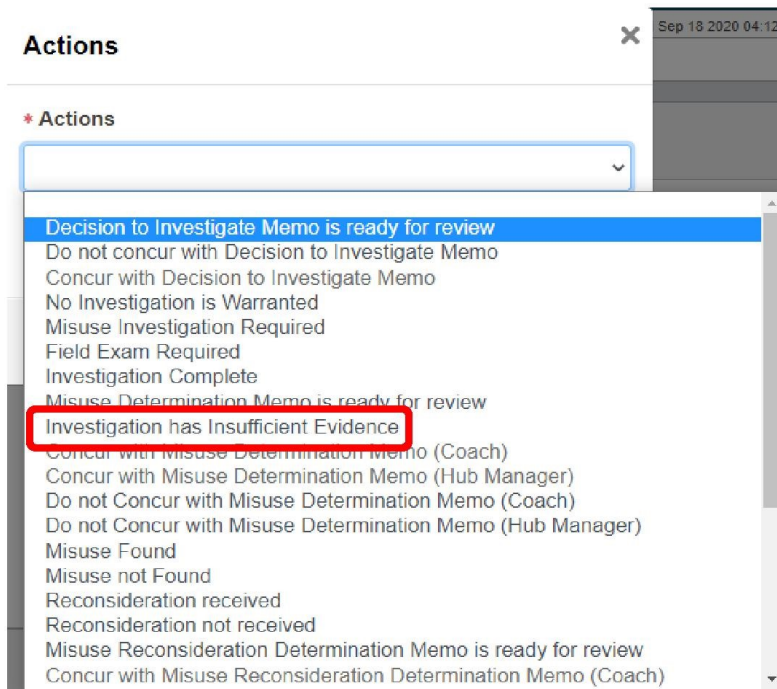 Sep 18 2020 04:12
Actions
* Actions
Decision to Investigate Memo is ready for review
Do not concur with Decision to Investigate Memo
Concur with Decision to Investigate Memo
No Investigation is Warranted
Misuse Investigation Required
Field Exam Required
Investigation Complete
Misuse Determination Memo is ready for review
Investigation has Insufficient Evidence
Concur with Misuse Determination Memo (Coach)
Concur with Misuse Determination Memo (Hub Manager)
Do not Concur with Misuse Determination Memo (Coach)
Do not Concur with Misuse Determination Memo (Hub Manager)
Misuse Found
Misuse not Found
Reconsideration received
Reconsideration not received
Misuse Reconsideration Determination Memo is ready for review
Concur with Misuse Reconsideration Determination Memo (Coach)